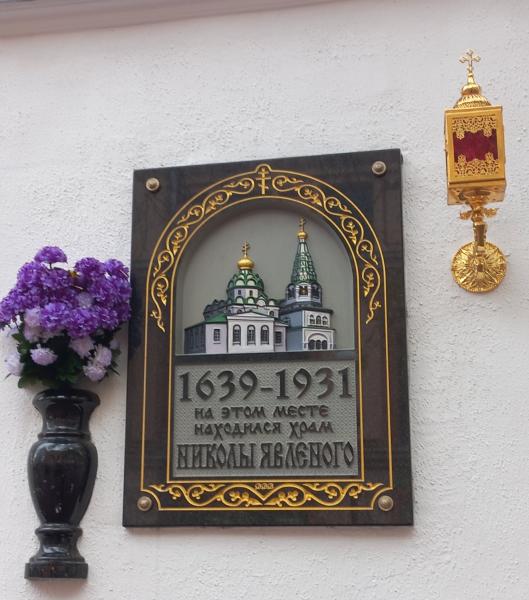 1639-1931
НА ЭТОМ МЕСТЕ
НАХОДИЛСЯ ХРАМ
НИКОЛЫ ЯВЛЕНОГО